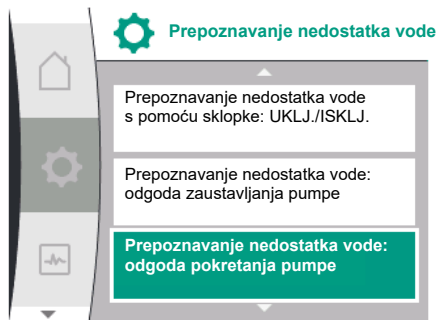 Prepoznavanje nedostatka vode
Prepoznavanje nedostatka vode
s pomoću sklopke: UKLJ./ISKLJ.
Prepoznavanje nedostatka vode:
odgoda zaustavljanja pumpe
Prepoznavanje nedostatka vode:
odgoda pokretanja pumpe